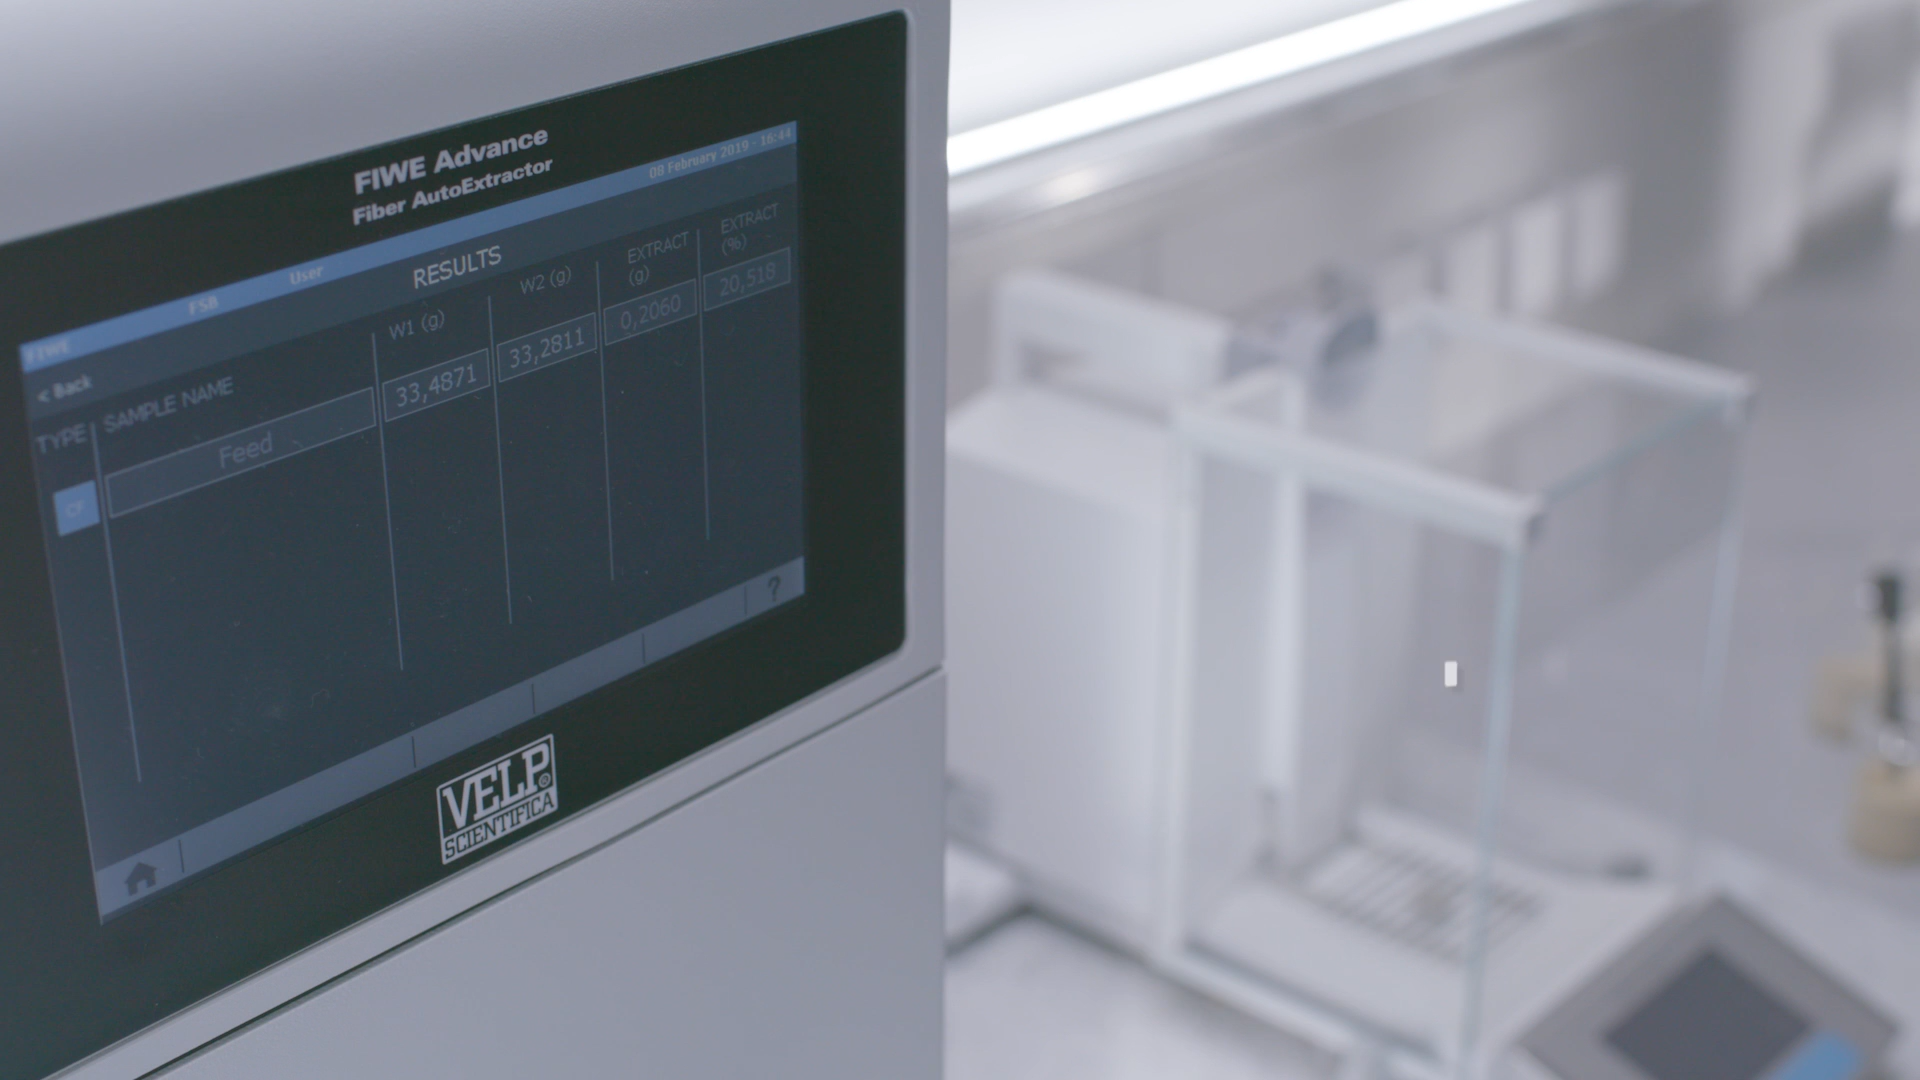 FIWE Advance
Fiber AutoExtractor
FIWE FSB User 08 February 2019 - 16:44
< Back RESULTS
TYPE SAMPLE NAME W1 (g) W2 (g) EXTRACT (g) EXTRACT (%)
CF Feed 33,4871 33,2811 0,2060 20,518
?
VELP®
SCIENTIFICA